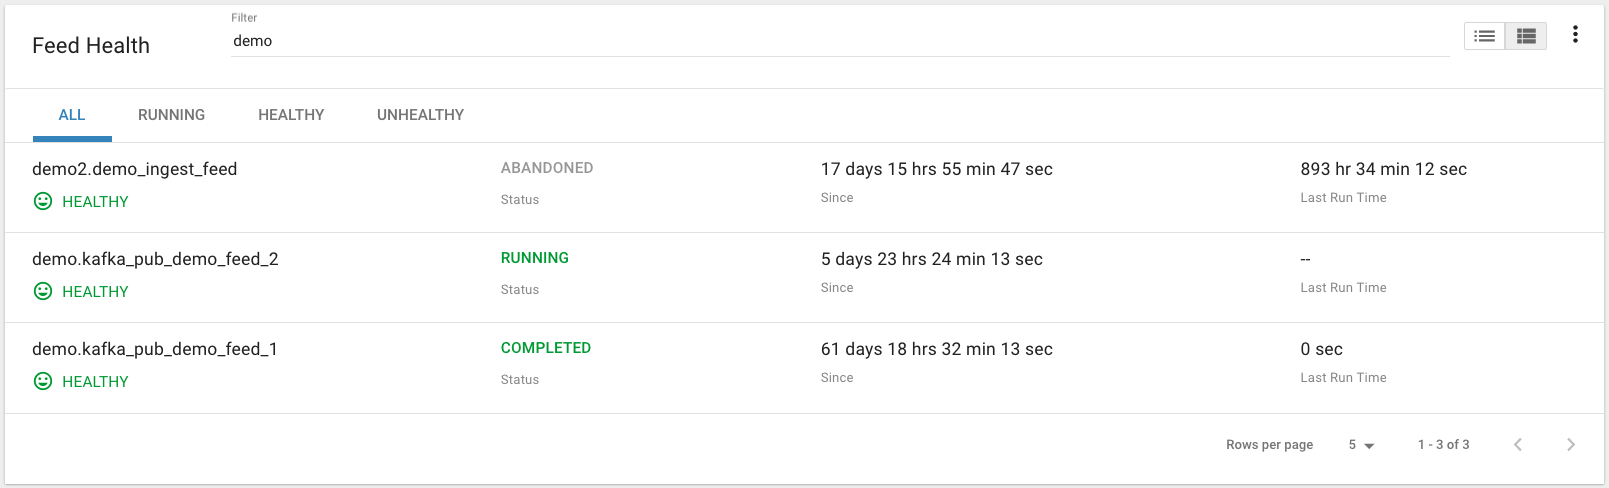 Feed Health
Filter
demo
ALL RUNNING HEALTHY UNHEALTHY
demo2.demo_ingest_feed ABANDONED 17 days 15 hrs 55 min 47 sec 893 hr 34 min 12 sec
HEALTHY Status Since Last Run Time
demo.kafka_pub_demo_feed_2 RUNNING 5 days 23 hrs 24 min 13 sec --
HEALTHY Status Since Last Run Time
demo.kafka_pub_demo_feed_1 COMPLETED 61 days 18 hrs 32 min 13 sec 0 sec
HEALTHY Status Since Last Run Time
Rows per page 5 1 - 3 of 3